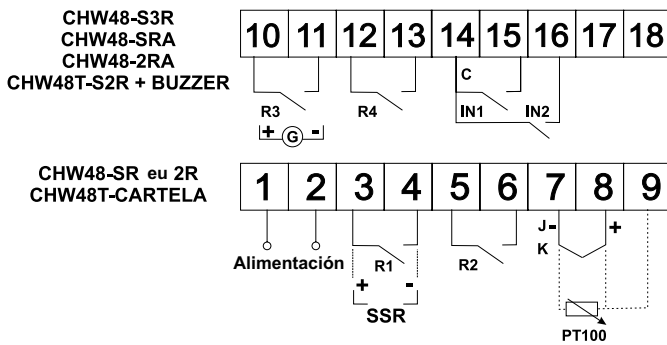 CHW48-S3R
CHW48-SRA
CHW48-2RA
CHW48T-S2R + BUZZER
10 11 12 13 14 15 16 17 18
C
R3 R4 IN1 IN2
+ G -
CHW48-SR eu 2R
CHW48T-CARTELA
1 2 3 4 5 6 7 8 9
J - +
K
Alimentación R1 R2
+ -
SSR
PT100